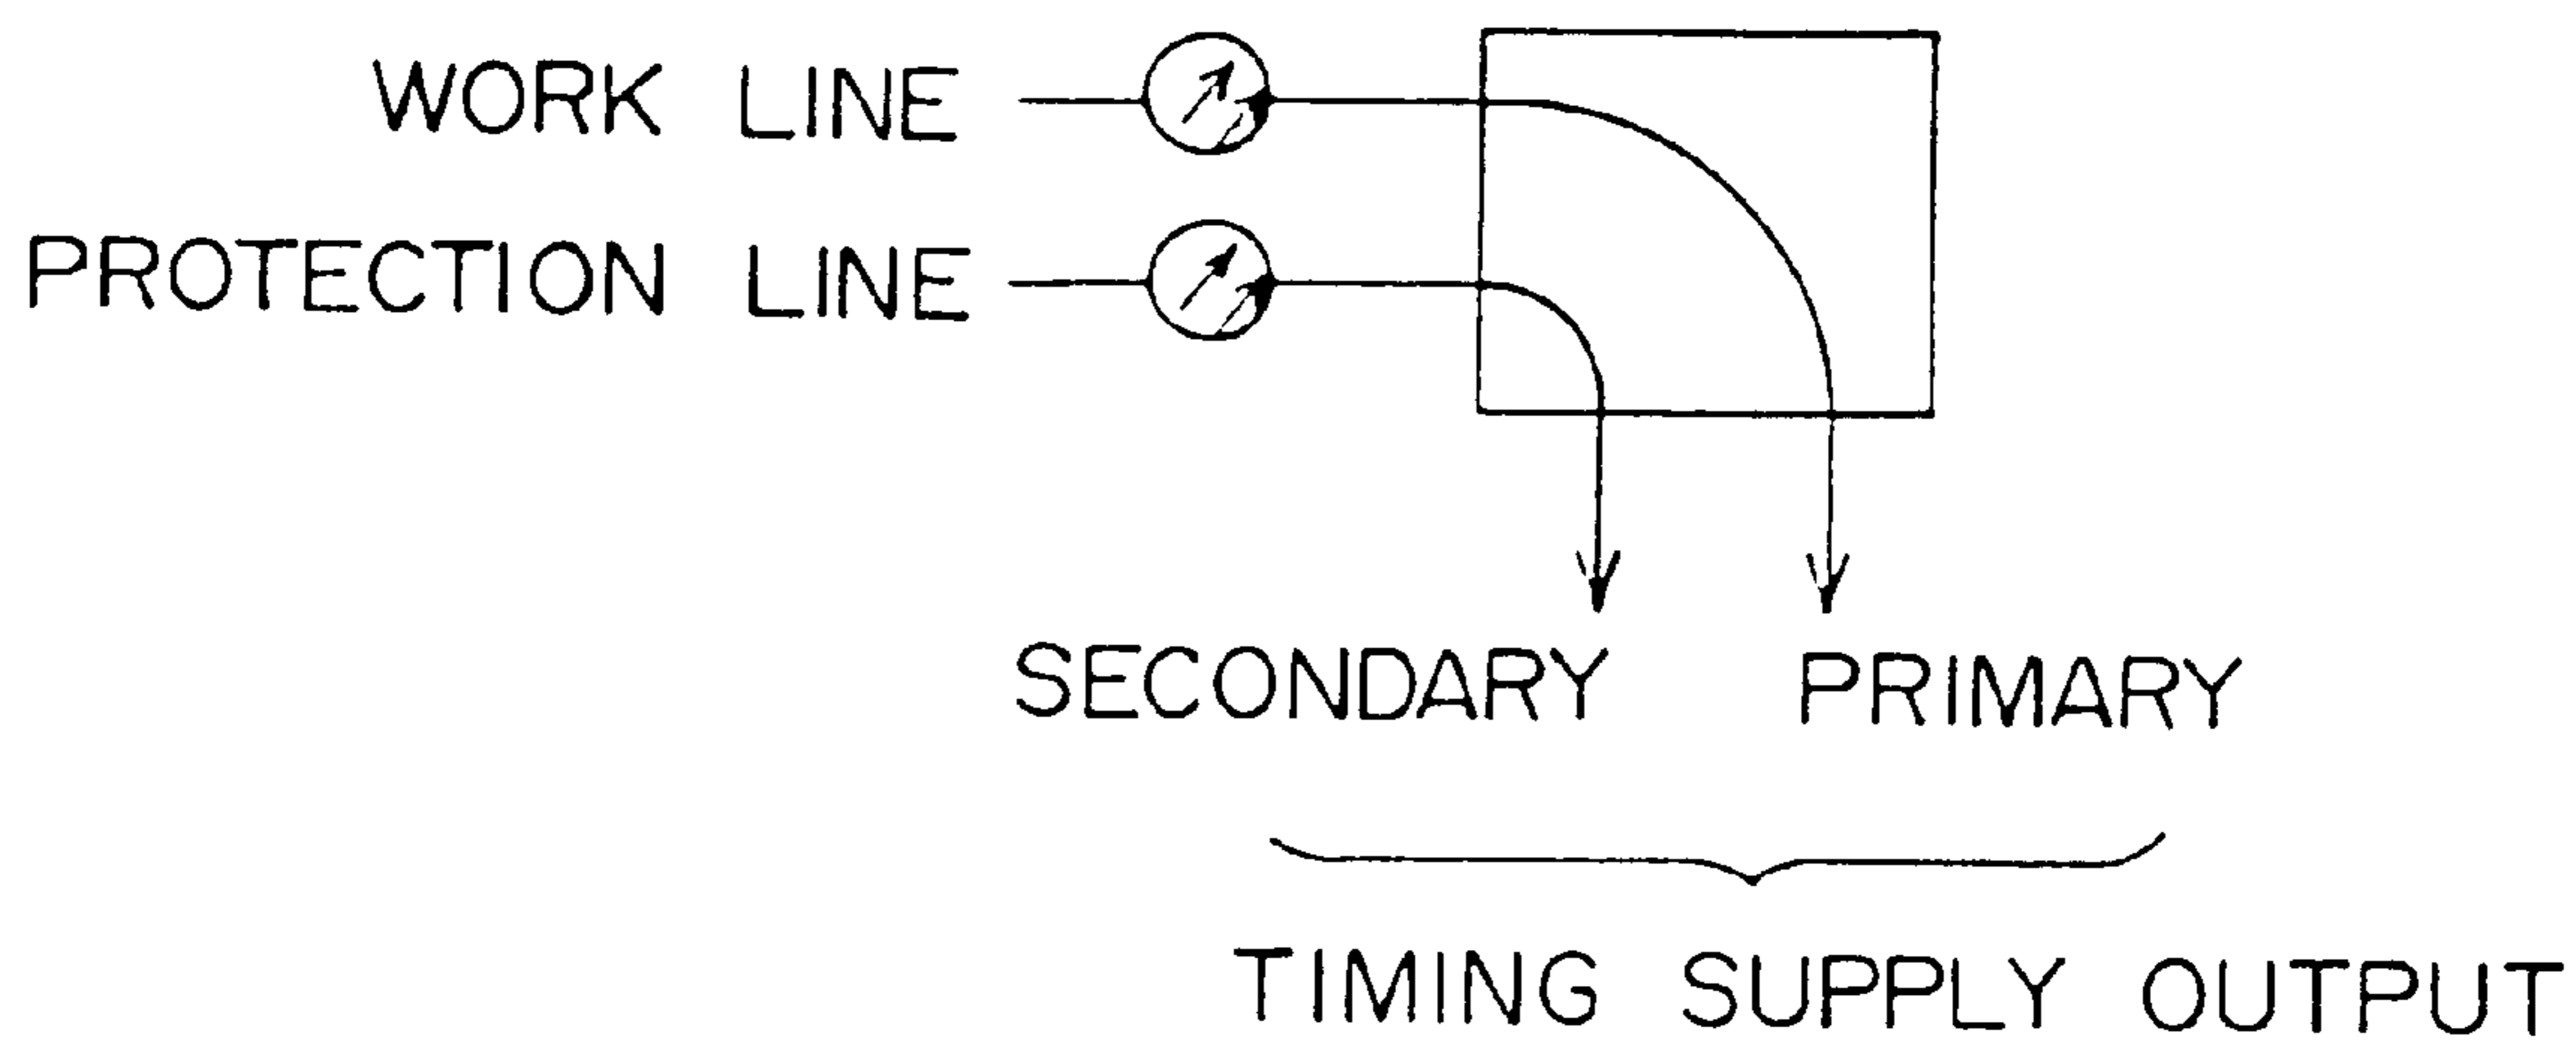 WORK LINE
PROTECTION LINE
SECONDARY PRIMARY
TIMING SUPPLY OUTPUT